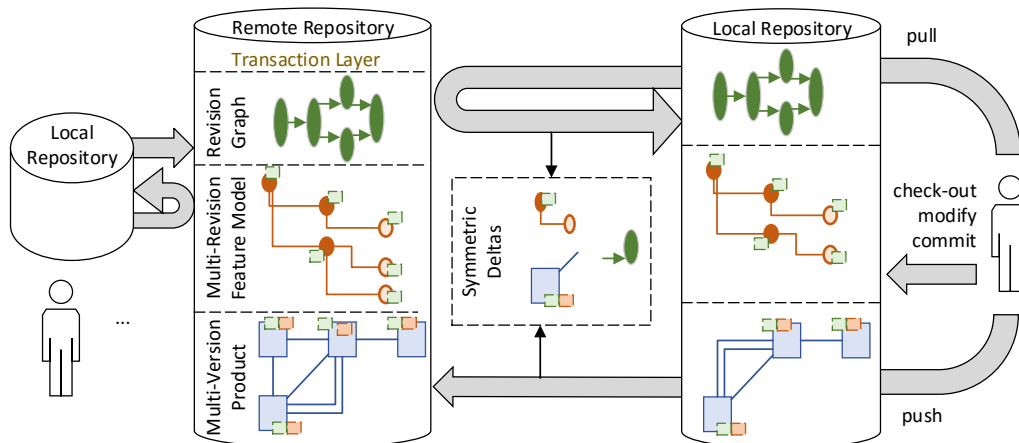 Remote Repository
Transaction Layer
Local Repository
pull
Revision
Graph
Local
Repository
Multi-Revision
Feature Model
Symmetric
Deltas
check-out
modify
commit
...
Multi-Version
Product
push